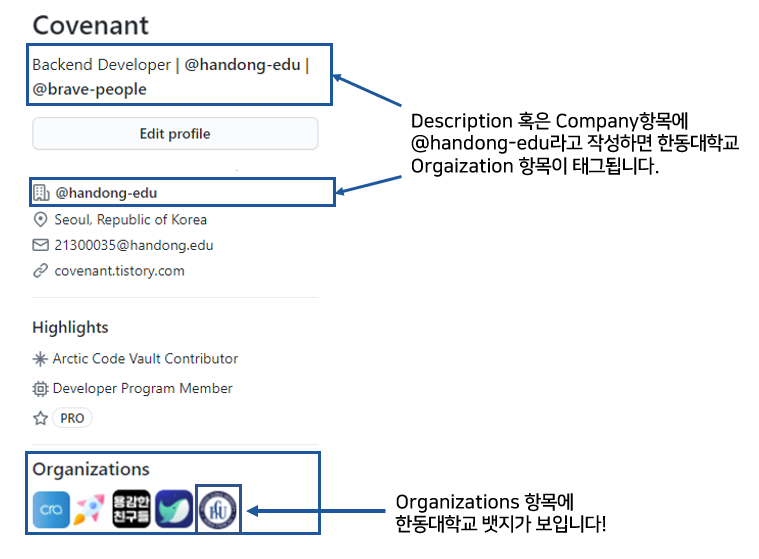 Covenant
Backend Developer | @handong-edu |
@brave-people
Edit profile
Description 혹은 Company항목에
@handong-edu라고 작성하면 한동대학교
Orgaization 항목이 태그됩니다.
@handong-edu
Seoul, Republic of Korea
21300035@handong.edu
covenant.tistory.com
Highlights
Arctic Code Vault Contributor
Developer Program Member
PRO
Organizations
cra
용감한
친구들
HGU
Organizations 항목에
한동대학교 뱃지가 보입니다!